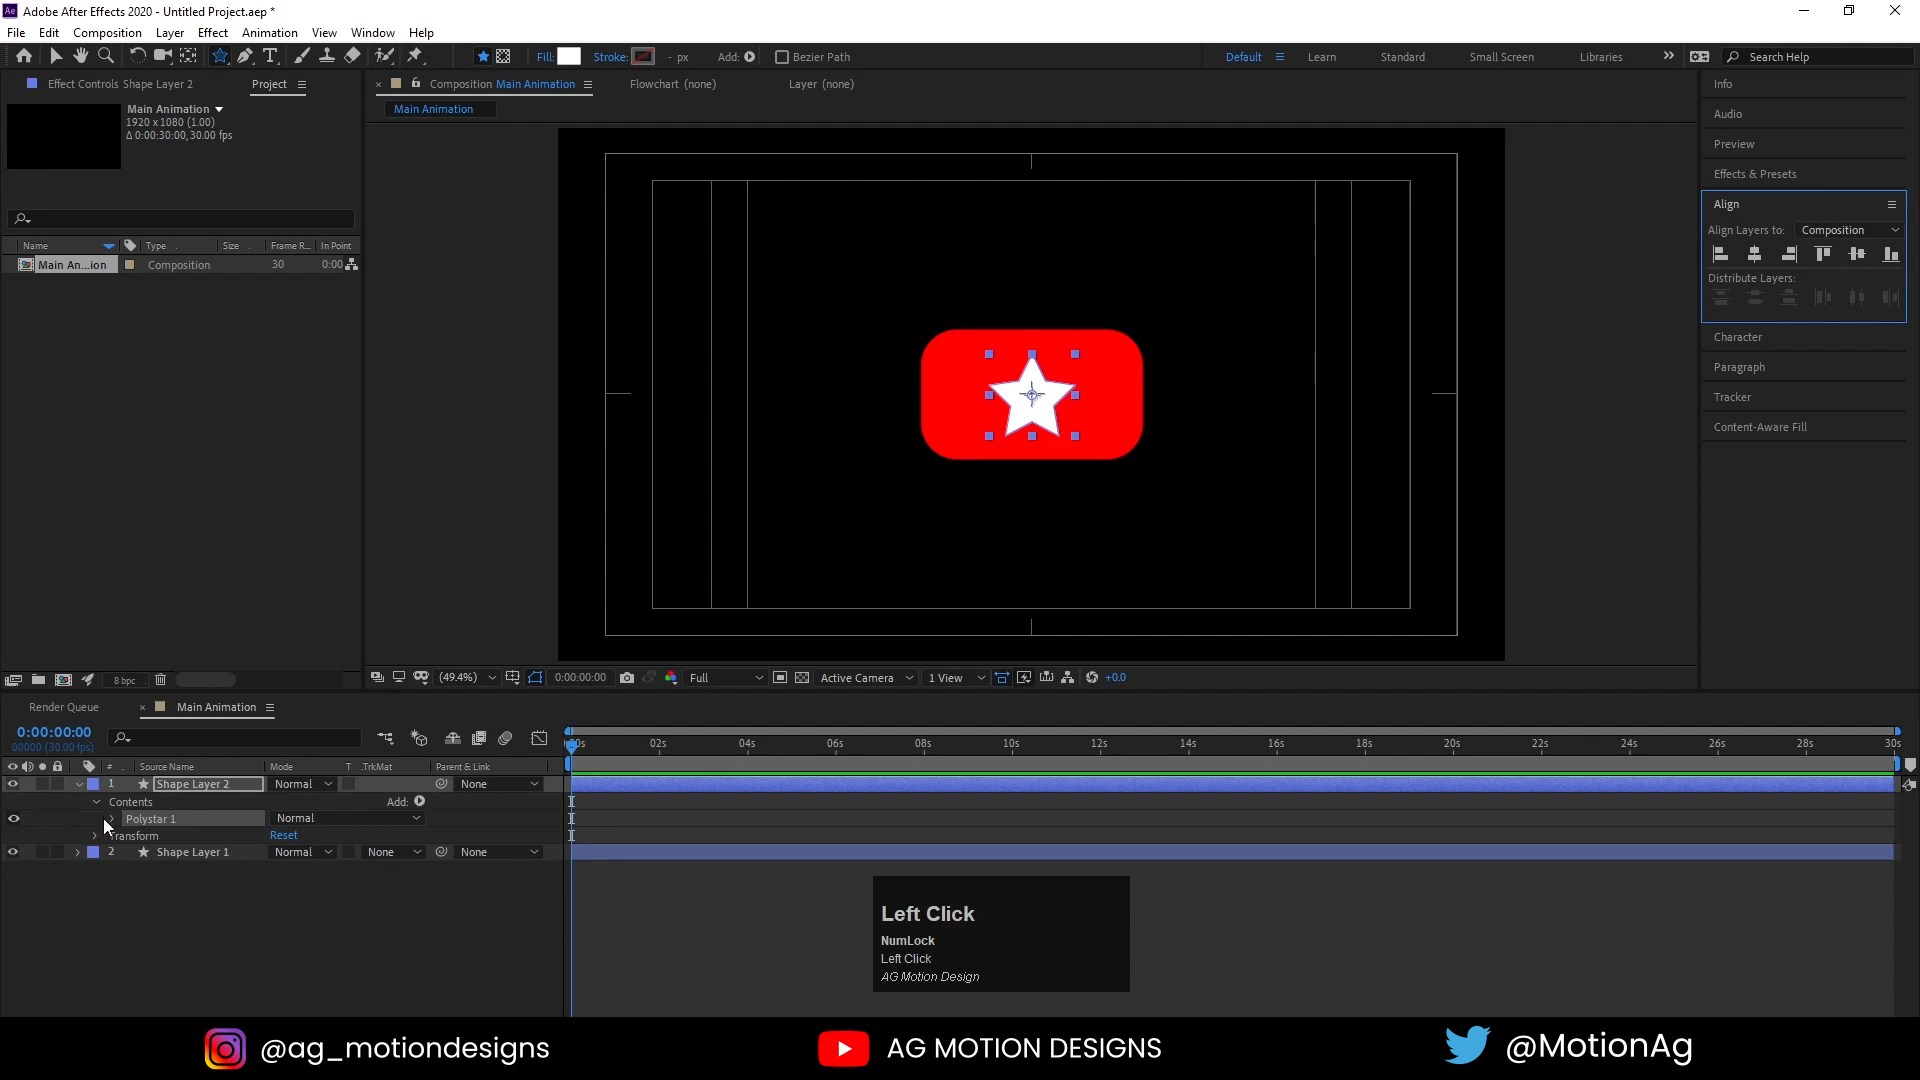 Ae Adobe After Effects 2020 - Untitled Project.aep *
File Edit Composition Layer Effect Animation View Window Help
Fill: Stroke: - px Add: Bezier Path Default Learn Standard Small Screen Libraries Search Help
Effect Controls Shape Layer 2 Project
Main Animation
1920 x 1080 (1.00)
Δ 0:00:30:00, 30.00 fps
Composition Main Animation Flowchart (none) Layer (none)
Main Animation
Name Type Size Frame R... In Point
Main An...ion Composition 30 0:00
Info
Audio
Preview
Effects & Presets
Align
Align Layers to: Composition
Distribute Layers:
Character
Paragraph
Tracker
Content-Aware Fill
8 bpc
(49.4%) 0:00:00:00 Full Active Camera 1 View +0.0
Render Queue Main Animation
0:00:00:00
00000 (30.00 fps)
00s 02s 04s 06s 08s 10s 12s 14s 16s 18s 20s 22s 24s 26s 28s 30s
# Source Name Mode T .TrkMat Parent & Link
1 Shape Layer 2 Normal None
Contents Add:
Polystar 1 Normal
Transform Reset
2 Shape Layer 1 Normal None None
Left Click
NumLock
Left Click
AG Motion Design
@ag_motiondesigns AG MOTION DESIGNS @MotionAg